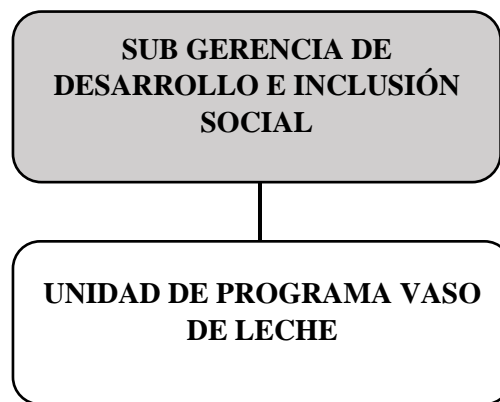 SUB GERENCIA DE
DESARROLLO E INCLUSIÓN
SOCIAL
UNIDAD DE PROGRAMA VASO
DE LECHE